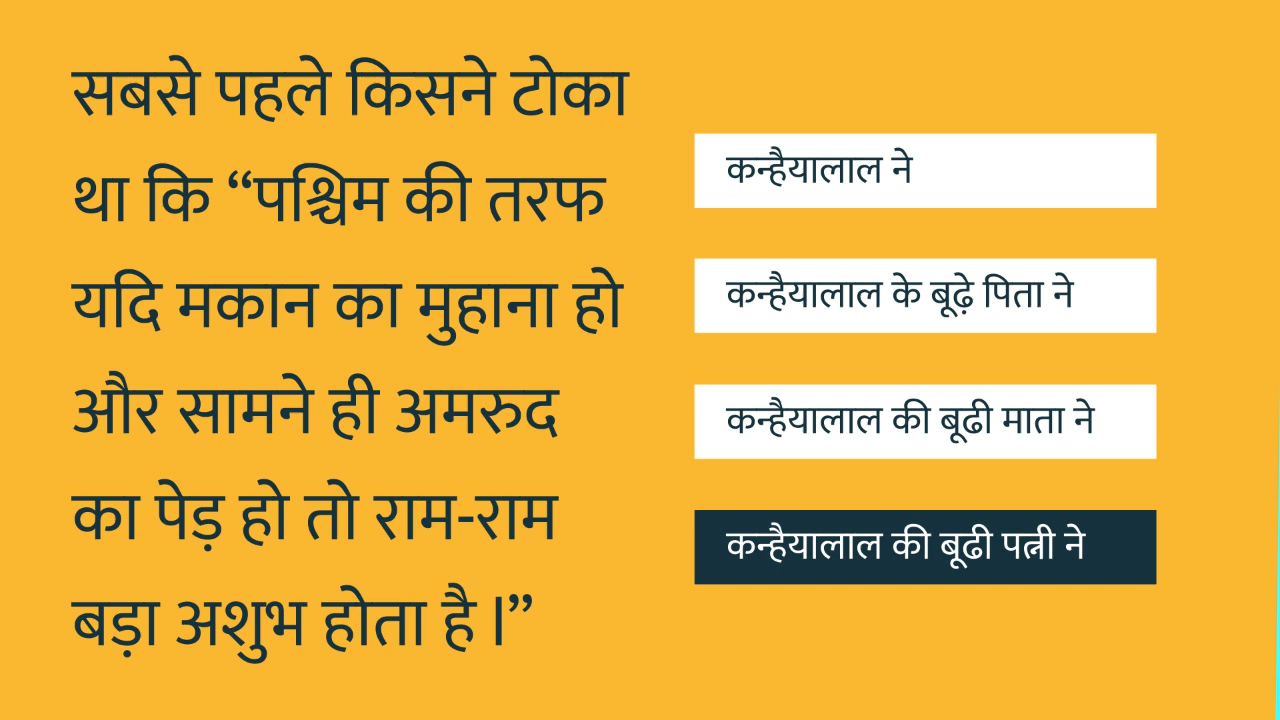 सबसे पहले किसने टोका
था कि “पश्चिम की तरफ
यदि मकान का मुहाना हो
और सामने ही अमरुद
का पेड़ हो तो राम-राम
बड़ा अशुभ होता है ।”
कन्हैयालाल ने
कन्हैयालाल के बूढ़े पिता ने
कन्हैयालाल की बूढी माता ने
कन्हैयालाल की बूढी पत्नी ने